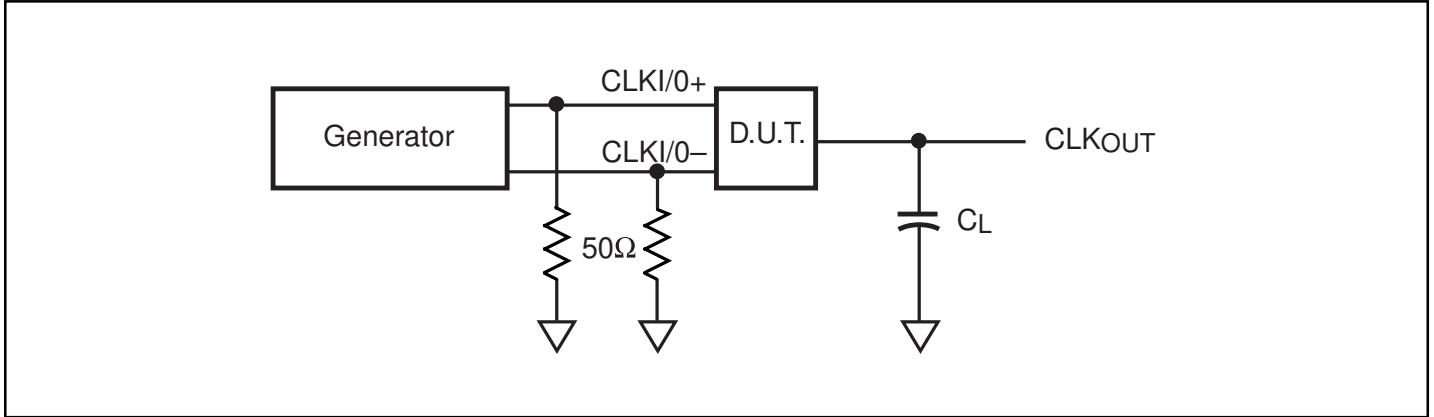 CLKI/0+
Generator
D.U.T.
CLKI/0–
CLKOUT
50Ω
CL